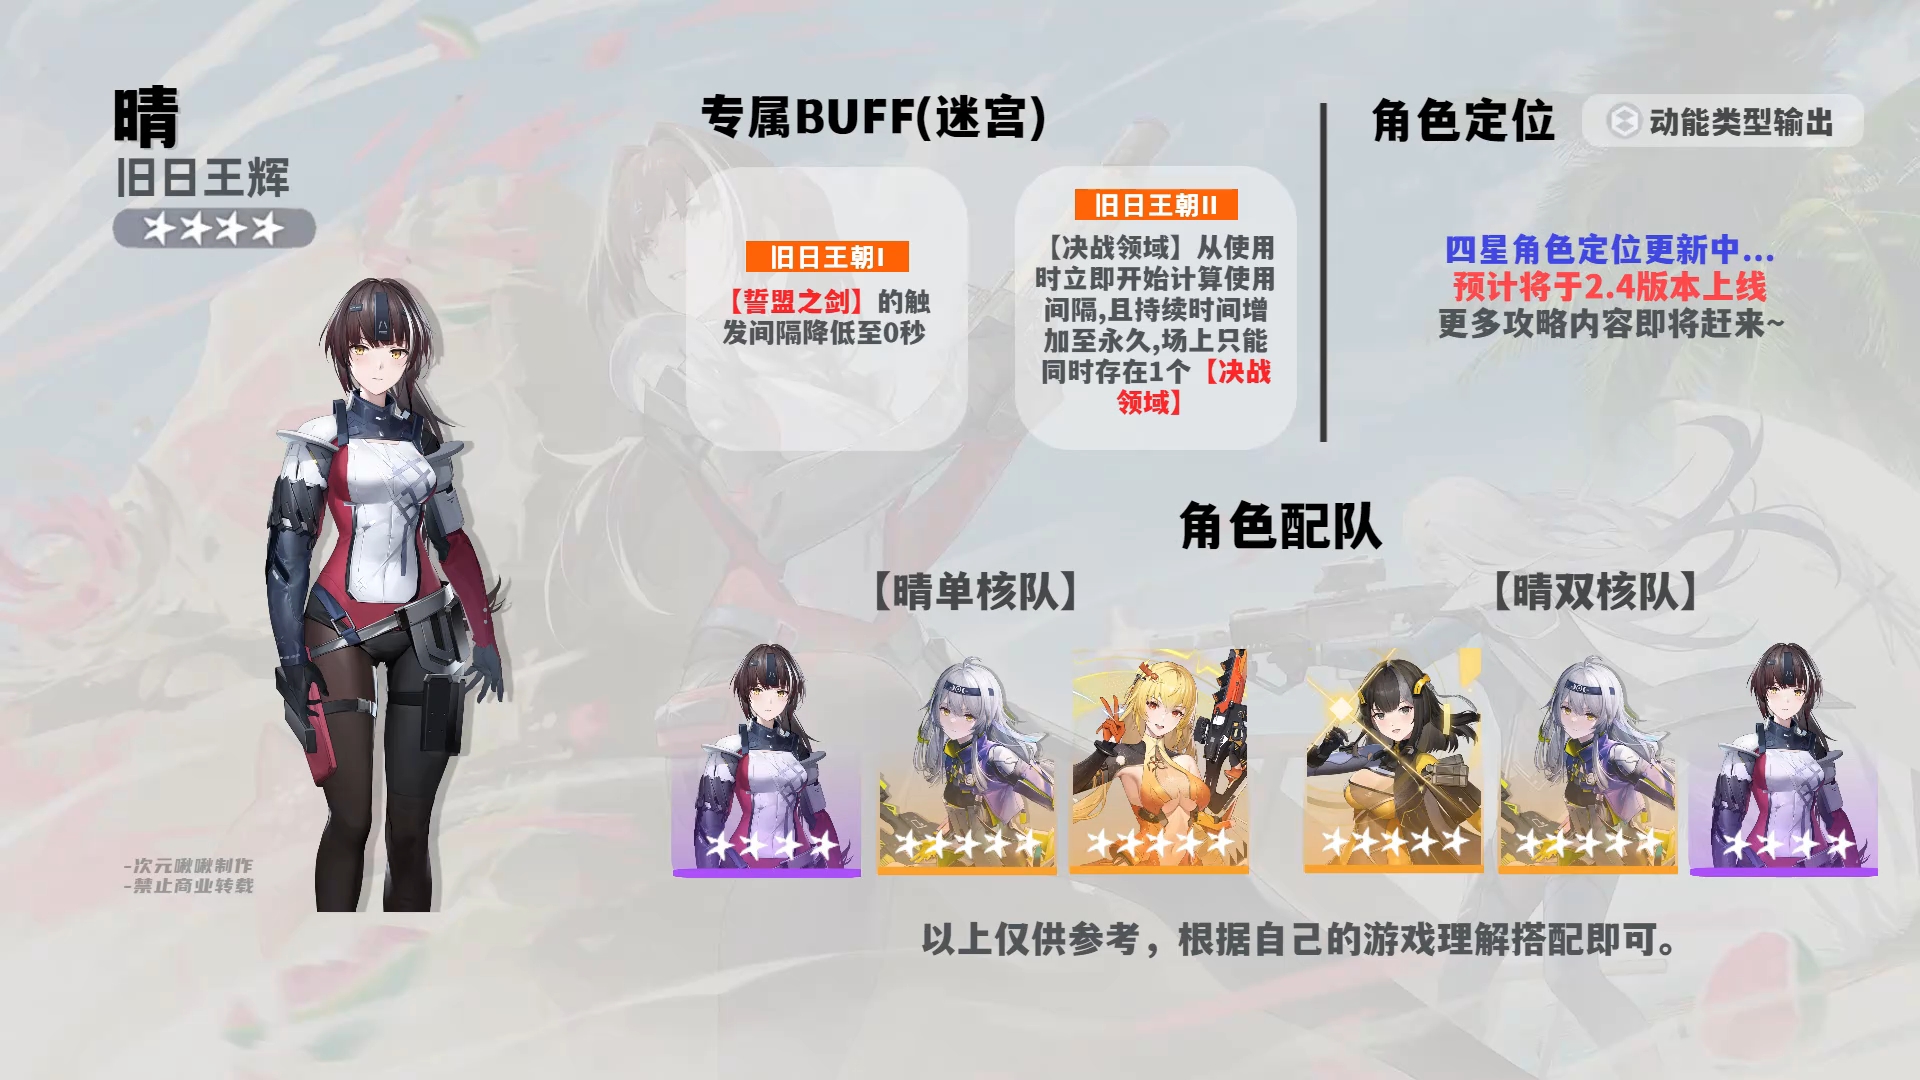 晴
旧日王辉
专属BUFF(迷宫)
旧日王朝I
【誓盟之剑】的触
发间隔降低至0秒
旧日王朝II
【决战领域】从使用
时立即开始计算使用
间隔,且持续时间增
加至永久,场上只能
同时存在1个【决战
领域】
角色定位
动能类型输出
四星角色定位更新中...
预计将于2.4版本上线
更多攻略内容即将赶来~
角色配队
【晴单核队】
【晴双核队】
以上仅供参考，根据自己的游戏理解搭配即可。
-次元啾啾制作
-禁止商业转载